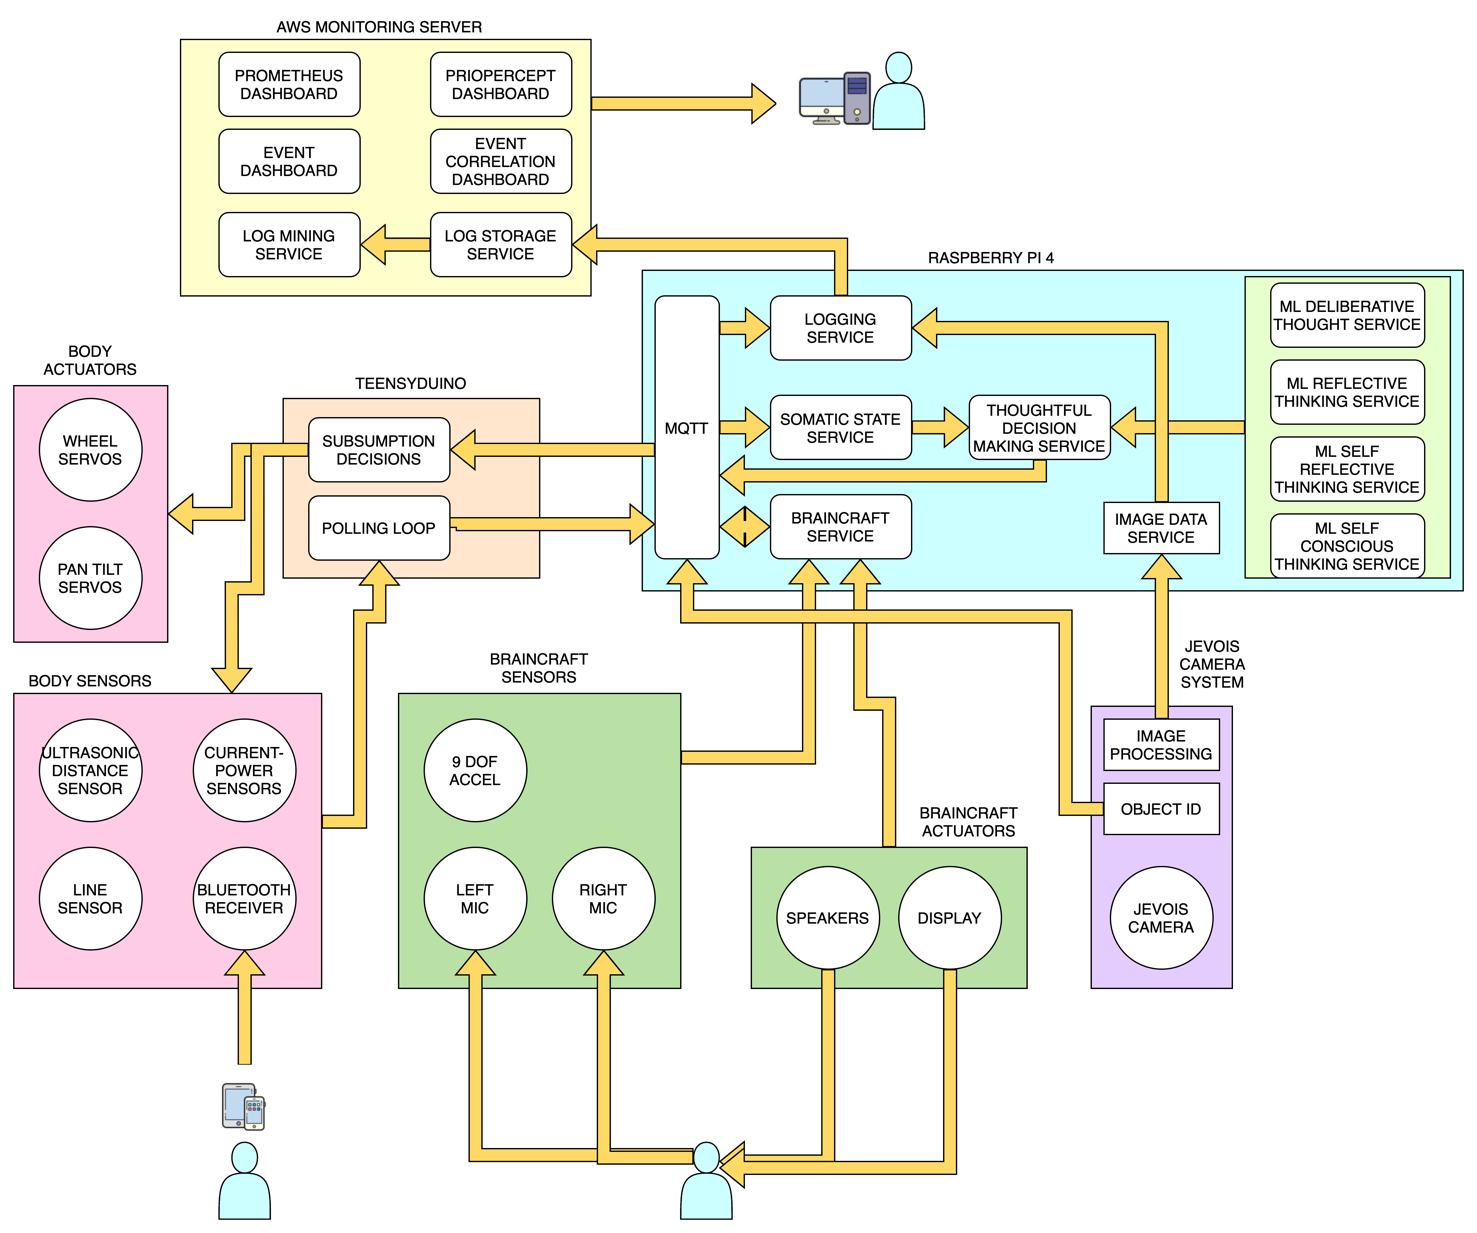 AWS MONITORING SERVER
PROMETHEUS
DASHBOARD
PRIOPERCEPT
DASHBOARD
EVENT
DASHBOARD
EVENT
CORRELATION
DASHBOARD
LOG MINING
SERVICE
LOG STORAGE
SERVICE
RASPBERRY PI 4
MQTT
LOGGING
SERVICE
SOMATIC STATE
SERVICE
THOUGHTFUL
DECISION
MAKING SERVICE
BRAINCRAFT
SERVICE
IMAGE DATA
SERVICE
ML DELIBERATIVE
THOUGHT SERVICE
ML REFLECTIVE
THINKING SERVICE
ML SELF
REFLECTIVE
THINKING SERVICE
ML SELF
CONSCIOUS
THINKING SERVICE
BODY
ACTUATORS
WHEEL
SERVOS
PAN TILT
SERVOS
TEENSYDUINO
SUBSUMPTION
DECISIONS
POLLING LOOP
BODY SENSORS
ULTRASONIC
DISTANCE
SENSOR
CURRENT-
POWER
SENSORS
LINE
SENSOR
BLUETOOTH
RECEIVER
BRAINCRAFT
SENSORS
9 DOF
ACCEL
LEFT
MIC
RIGHT
MIC
BRAINCRAFT
ACTUATORS
SPEAKERS
DISPLAY
JEVOIS
CAMERA
SYSTEM
IMAGE
PROCESSING
OBJECT ID
JEVOIS
CAMERA